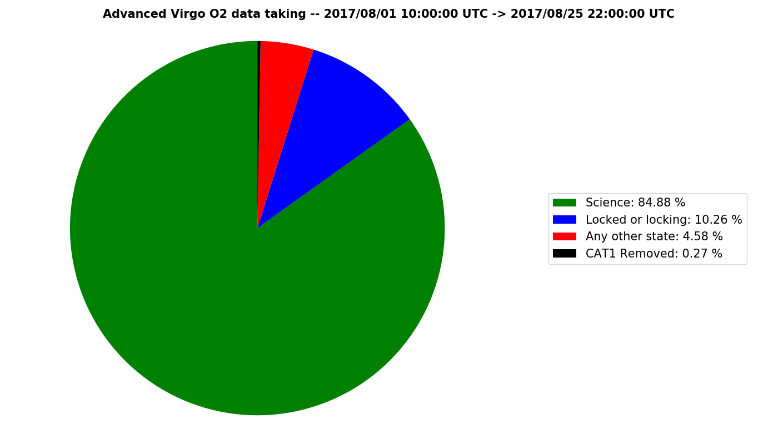 Advanced Virgo O2 data taking -- 2017/08/01 10:00:00 UTC -> 2017/08/25 22:00:00 UTC
Science: 84.88 %
Locked or locking: 10.26 %
Any other state: 4.58 %
CAT1 Removed: 0.27 %